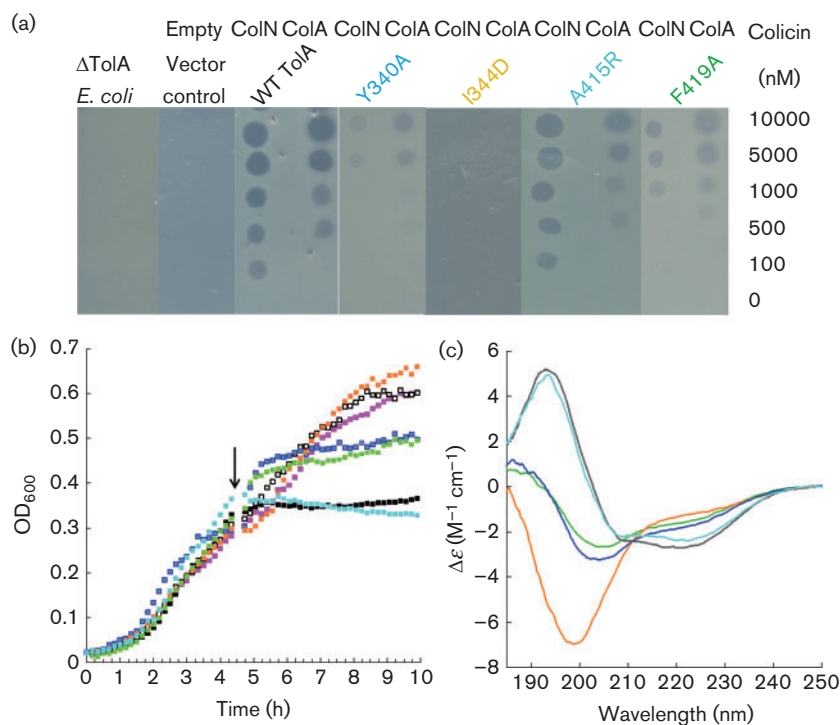 (a)
Empty ColN ColA ColN ColA ColN ColA ColN ColA ColN ColA Colicin
ΔTolA Vector WT TolA Y340A I344D A415R F419A (nM)
E. coli control
10000
5000
1000
500
100
0
(b)
0.7
0.6
0.5
0.4
0.3
0.2
0.1
0
OD600
0 1 2 3 4 5 6 7 8 9 10
Time (h)
(c)
6
4
2
0
−2
−4
−6
−8
Δε (M−1 cm−1)
190 200 210 220 230 240 250
Wavelength (nm)